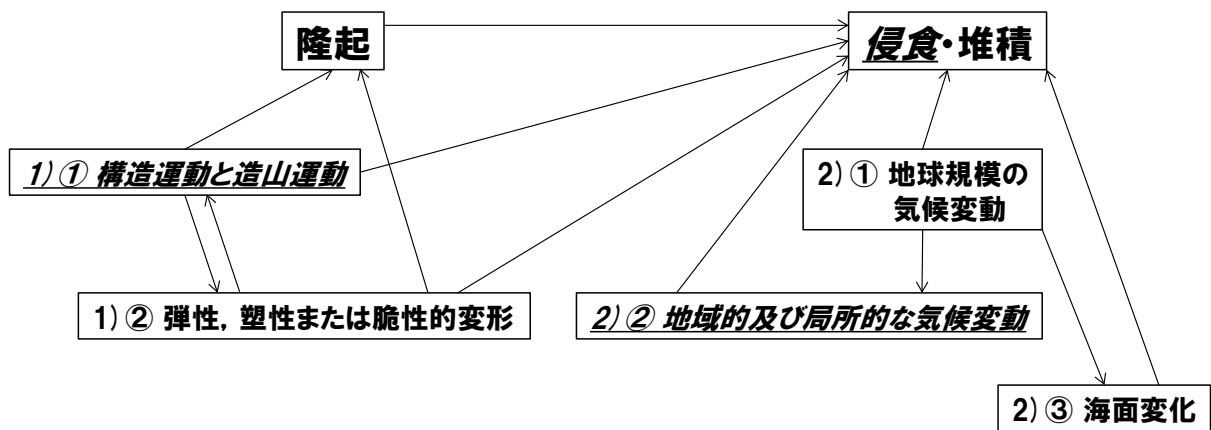 隆起
侵食・堆積
1)① 構造運動と造山運動
2)① 地球規模の
気候変動
1)② 弾性，塑性または脆性的変形
2)② 地域的及び局所的な気候変動
2)③ 海面変化